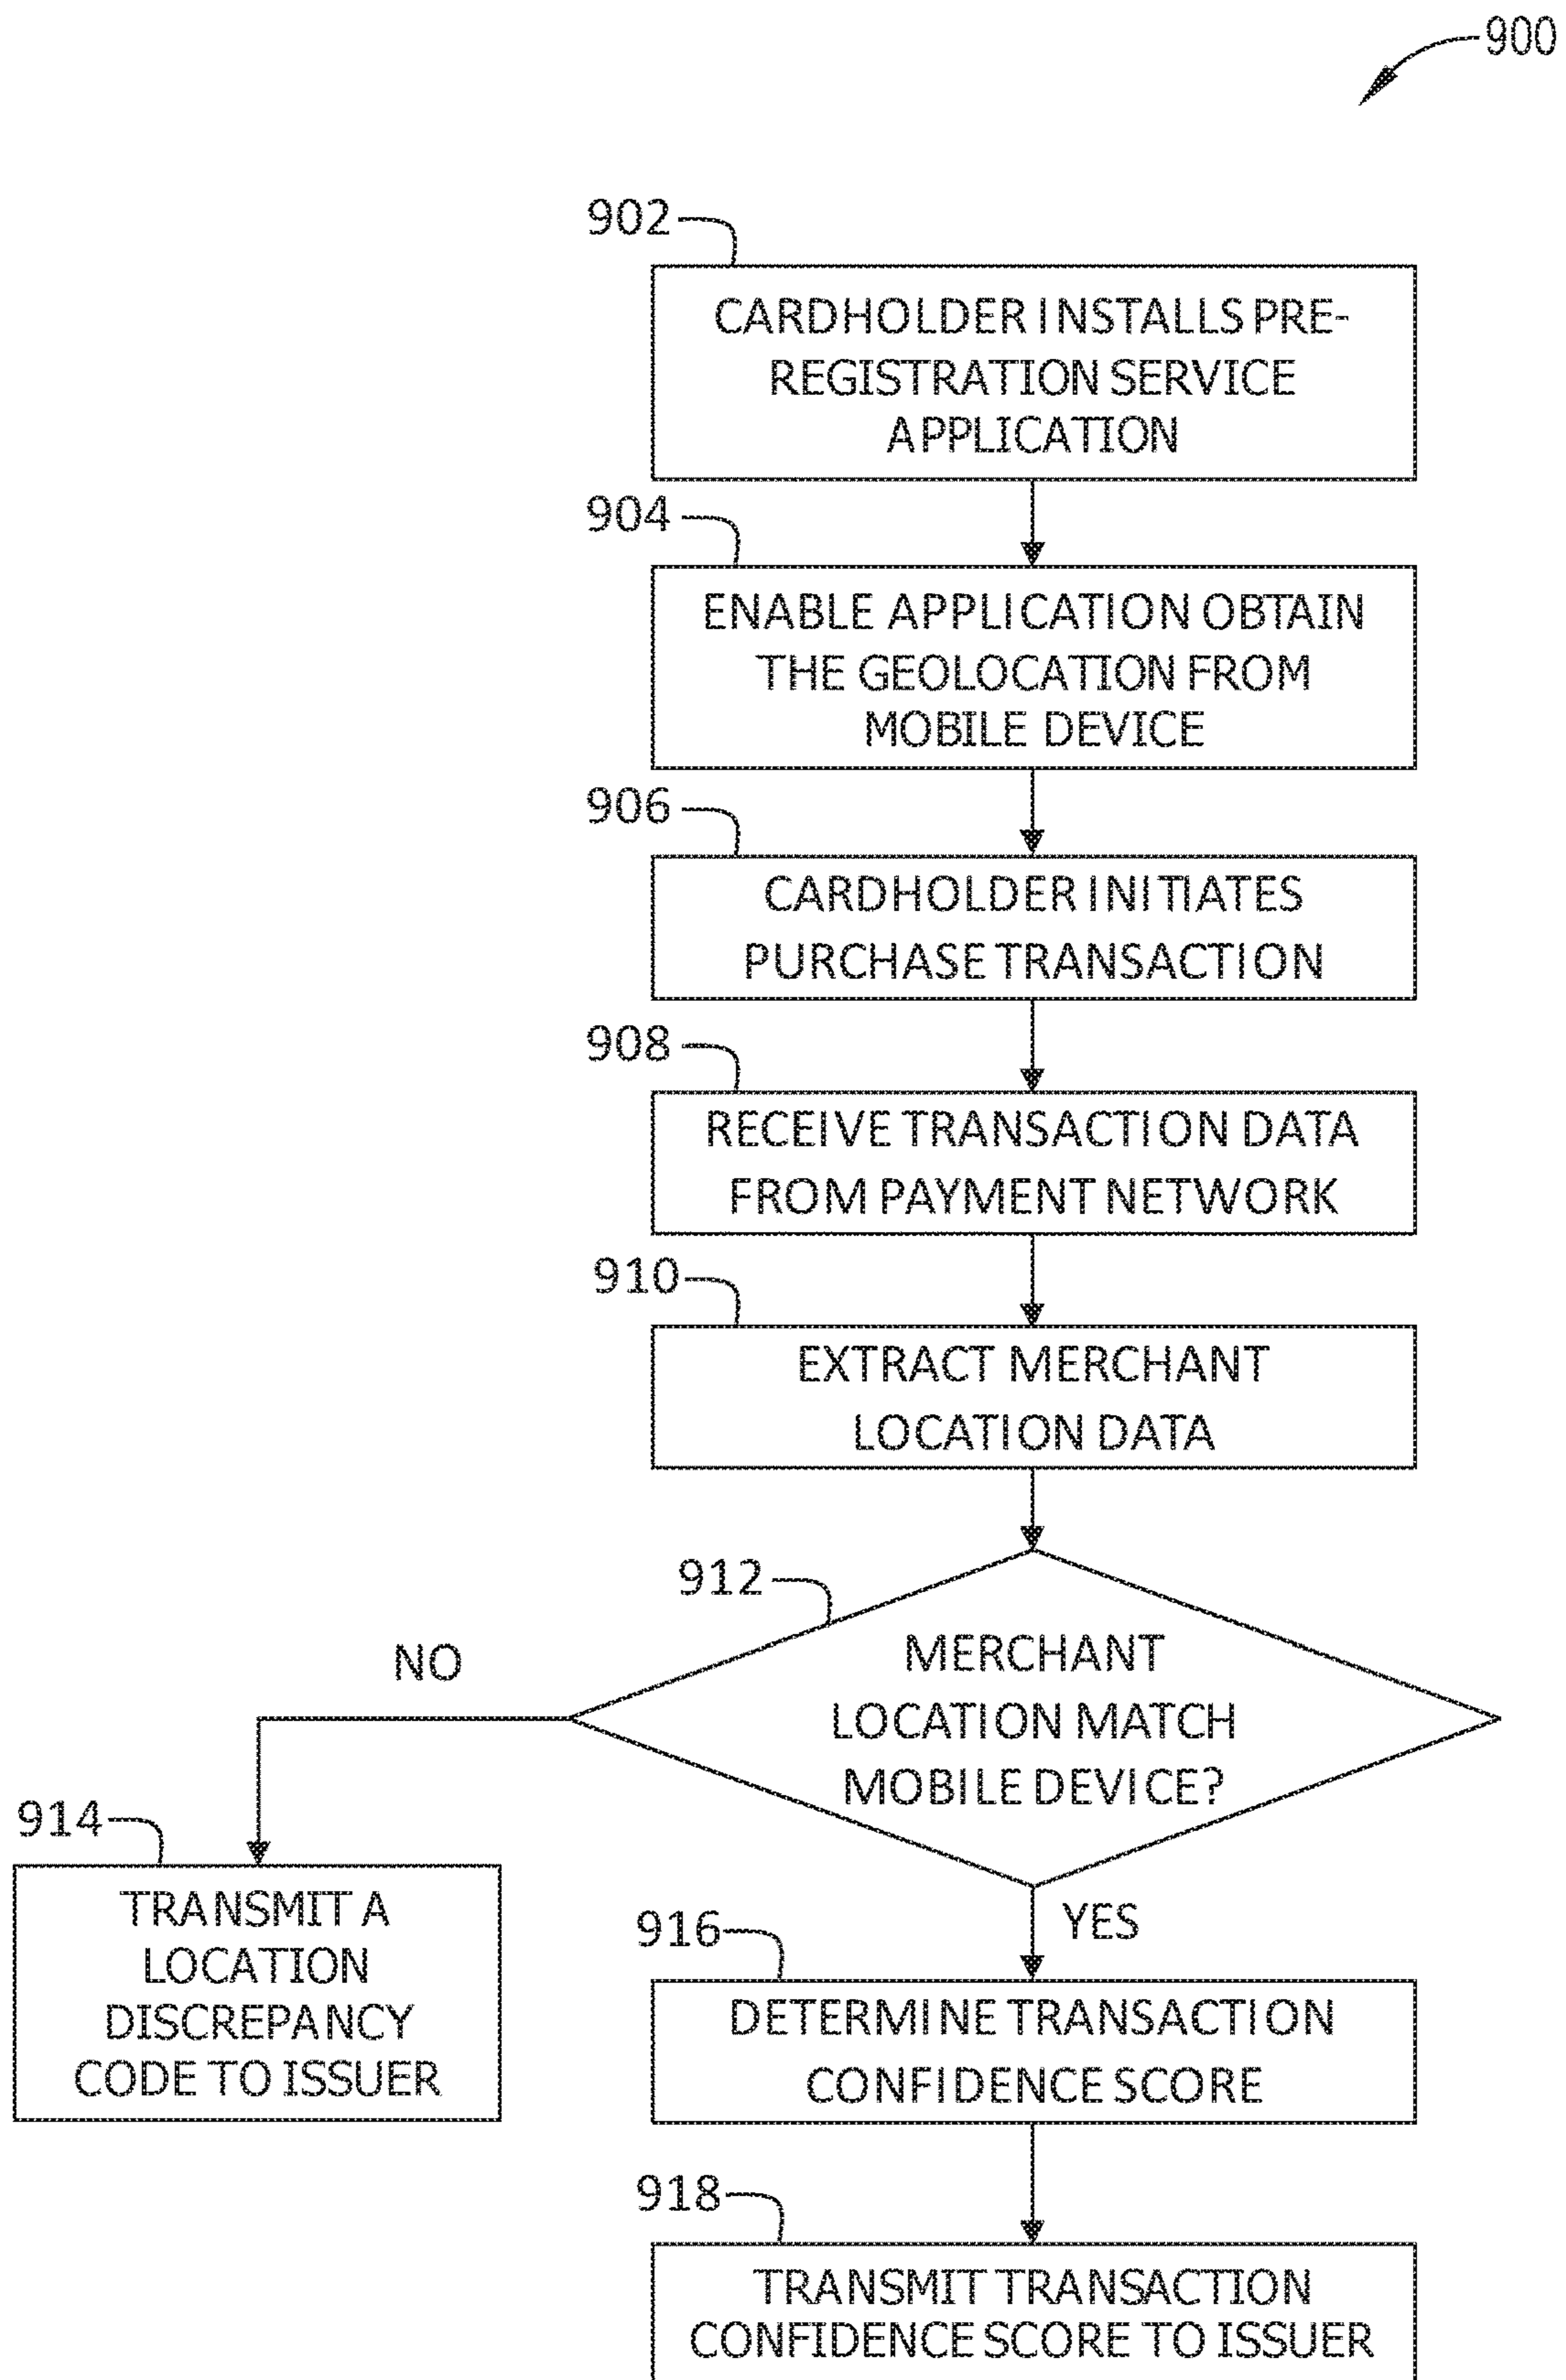 900
902
CARDHOLDER INSTALLS PRE-
REGISTRATION SERVICE
APPLICATION
904
ENABLE APPLICATION OBTAIN
THE GEOLOCATION FROM
MOBILE DEVICE
906
CARDHOLDER INITIATES
PURCHASE TRANSACTION
908
RECEIVE TRANSACTION DATA
FROM PAYMENT NETWORK
910
EXTRACT MERCHANT
LOCATION DATA
912
MERCHANT
LOCATION MATCH
MOBILE DEVICE?
NO
914
TRANSMIT A
LOCATION
DISCREPANCY
CODE TO ISSUER
YES
916
DETERMINE TRANSACTION
CONFIDENCE SCORE
918
TRANSMIT TRANSACTION
CONFIDENCE SCORE TO ISSUER